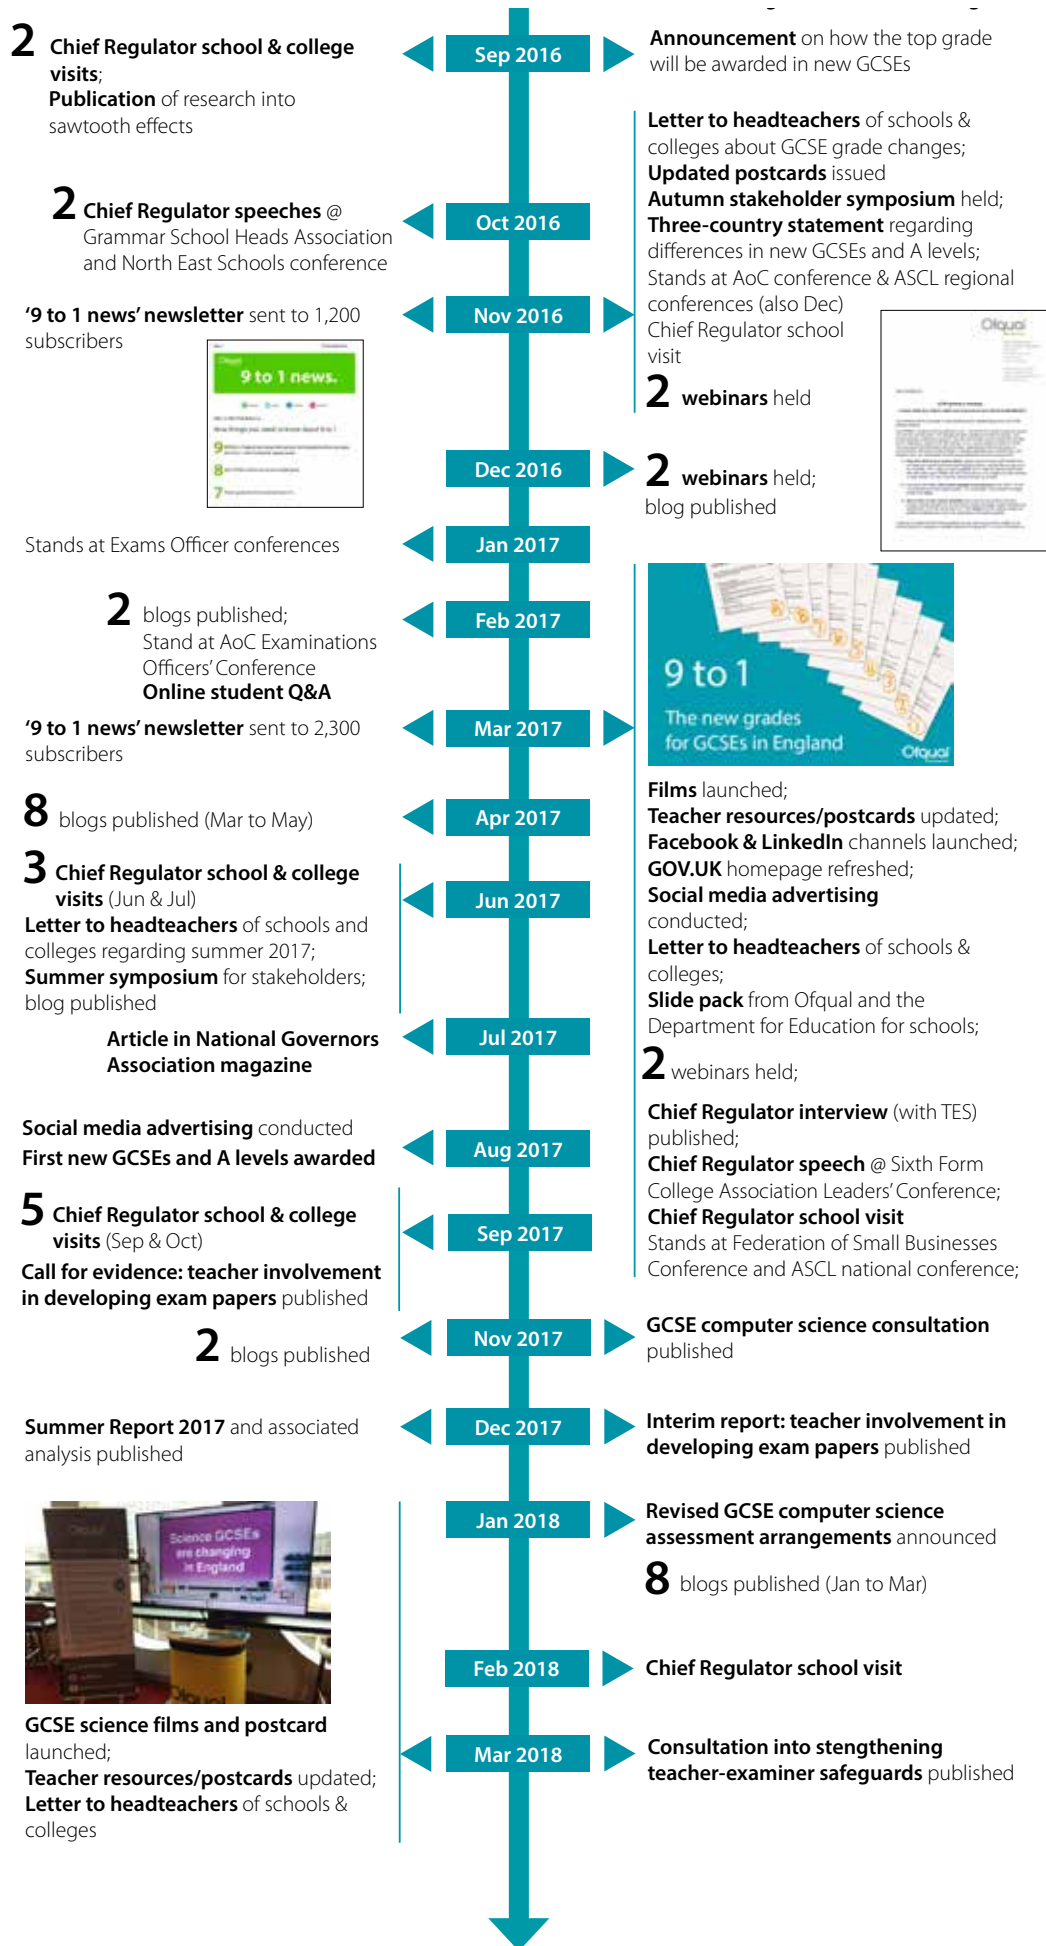 2 Chief Regulator school & college
visits;
Publication of research into
sawtooth effects
Sep 2016
Announcement on how the top grade
will be awarded in new GCSEs
2 Chief Regulator speeches @
Grammar School Heads Association
and North East Schools conference
Oct 2016
Letter to headteachers of schools &
colleges about GCSE grade changes;
Updated postcards issued
Autumn stakeholder symposium held;
Three-country statement regarding
differences in new GCSEs and A levels;
Stands at AoC conference & ASCL regional
conferences (also Dec)
Chief Regulator school
visit
2 webinars held
'9 to 1 news' newsletter sent to 1,200
subscribers
Nov 2016
Ofqual
9 to 1 news.
9
8
7
Ofqual
Dec 2016
2 webinars held;
blog published
Stands at Exams Officer conferences
Jan 2017
2 blogs published;
Stand at AoC Examinations
Officers' Conference
Online student Q&A
Feb 2017
9 to 1
The new grades
for GCSEs in England
Ofqual
'9 to 1 news' newsletter sent to 2,300
subscribers
Mar 2017
Films launched;
Teacher resources/postcards updated;
Facebook & LinkedIn channels launched;
GOV.UK homepage refreshed;
Social media advertising
conducted;
Letter to headteachers of schools &
colleges;
Slide pack from Ofqual and the
Department for Education for schools;
2 webinars held;
Chief Regulator interview (with TES)
published;
Chief Regulator speech @ Sixth Form
College Association Leaders' Conference;
Chief Regulator school visit
Stands at Federation of Small Businesses
Conference and ASCL national conference;
8 blogs published (Mar to May)
Apr 2017
3 Chief Regulator school & college
visits (Jun & Jul)
Letter to headteachers of schools and
colleges regarding summer 2017;
Summer symposium for stakeholders;
blog published
Jun 2017
Article in National Governors
Association magazine
Jul 2017
Social media advertising conducted
First new GCSEs and A levels awarded
Aug 2017
5 Chief Regulator school & college
visits (Sep & Oct)
Call for evidence: teacher involvement
in developing exam papers published
Sep 2017
2 blogs published
Nov 2017
GCSE computer science consultation
published
Summer Report 2017 and associated
analysis published
Dec 2017
Interim report: teacher involvement in
developing exam papers published
Jan 2018
Revised GCSE computer science
assessment arrangements announced
8 blogs published (Jan to Mar)
Science GCSEs
are changing
in England
Ofqual
Feb 2018
Chief Regulator school visit
GCSE science films and postcard
launched;
Teacher resources/postcards updated;
Letter to headteachers of schools &
colleges
Mar 2018
Consultation into stengthening
teacher-examiner safeguards published